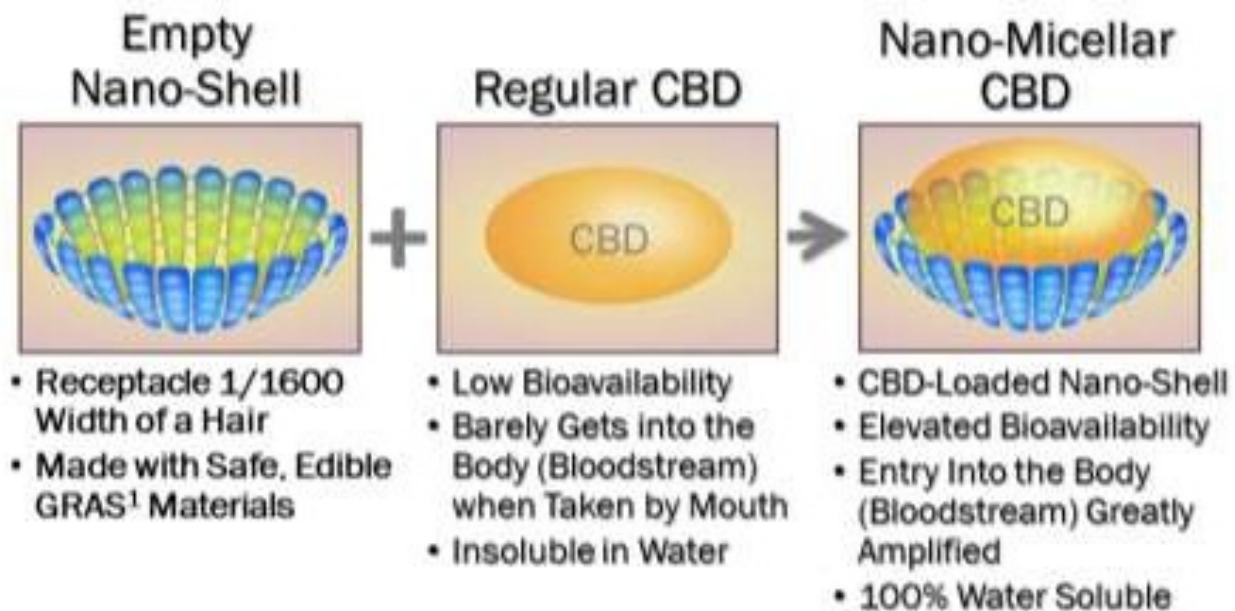 Empty
Nano-Shell
• Receptacle 1/1600
Width of a Hair
• Made with Safe, Edible
GRAS¹ Materials
Regular CBD
CBD
• Low Bioavailability
• Barely Gets into the
Body (Bloodstream)
when Taken by Mouth
• Insoluble in Water
Nano-Micellar
CBD
CBD
• CBD-Loaded Nano-Shell
• Elevated Bioavailability
• Entry Into the Body
(Bloodstream) Greatly
Amplified
• 100% Water Soluble